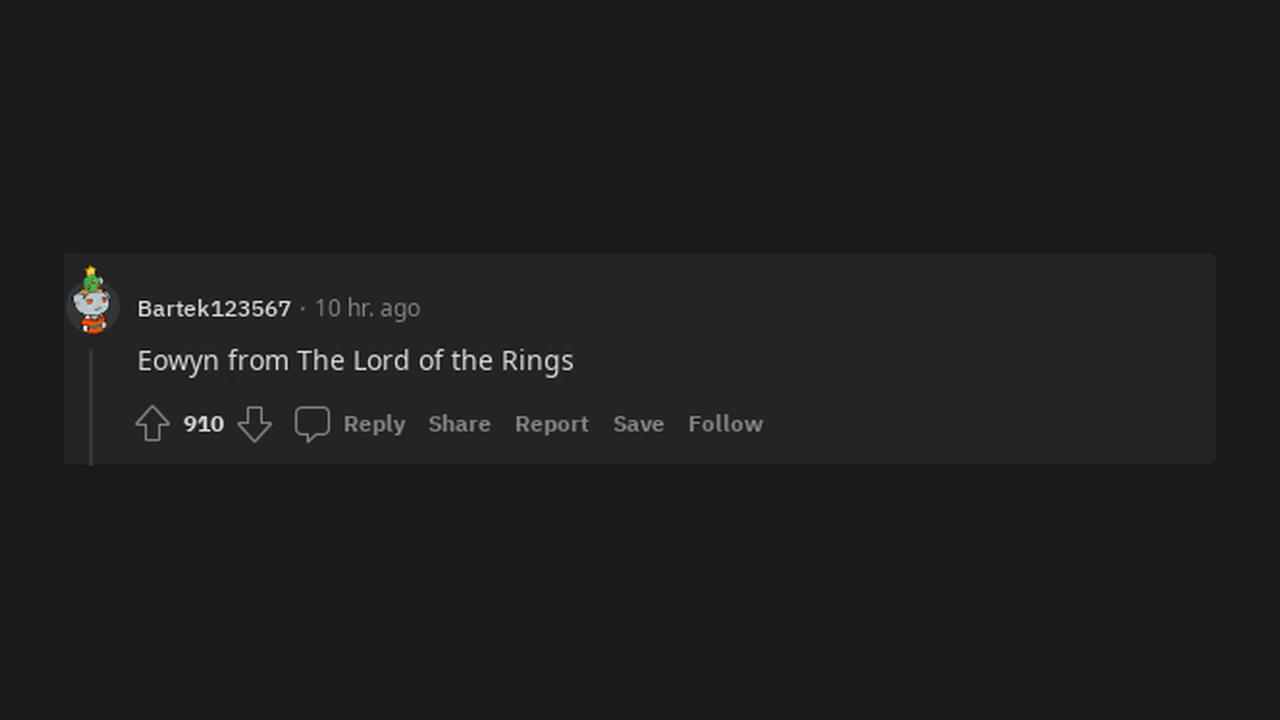 Bartek123567 · 10 hr. ago
Eowyn from The Lord of the Rings
910 Reply Share Report Save Follow